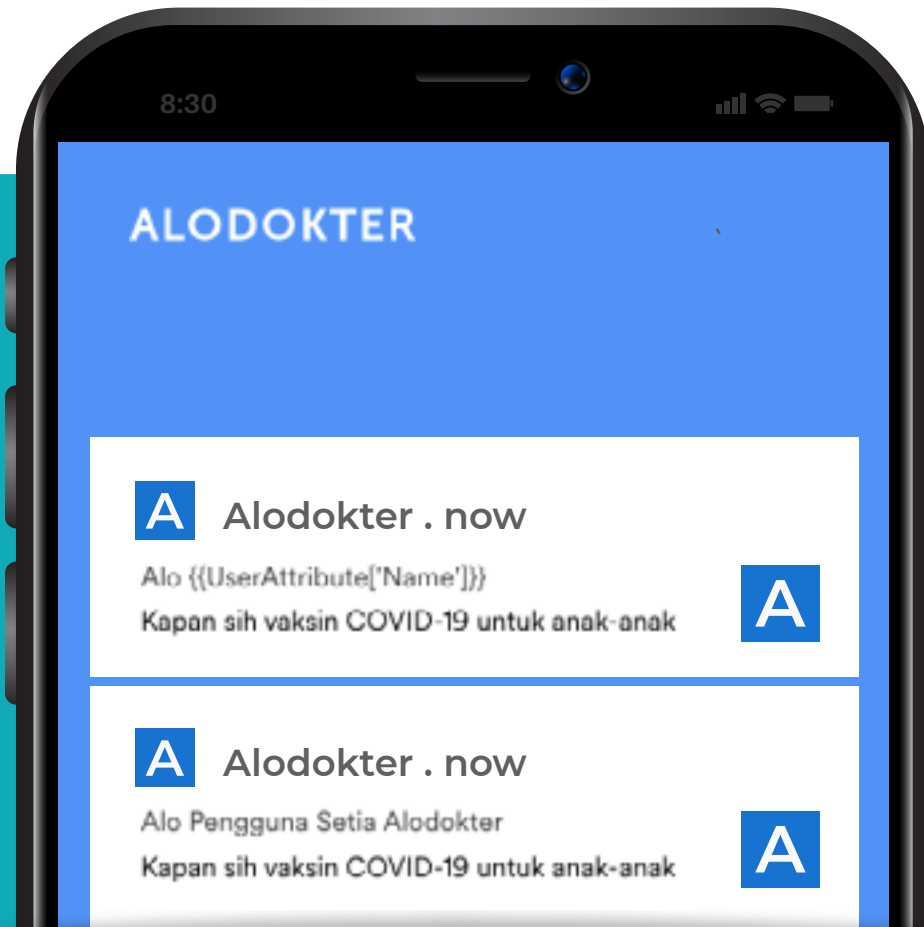 8:30
ALODOKTER
A
Alodokter . now
Alo {{UserAttribute['Name']}}
Kapan sih vaksin COVID-19 untuk anak-anak
A
A
Alodokter . now
Alo Pengguna Setia Alodokter
Kapan sih vaksin COVID-19 untuk anak-anak
A